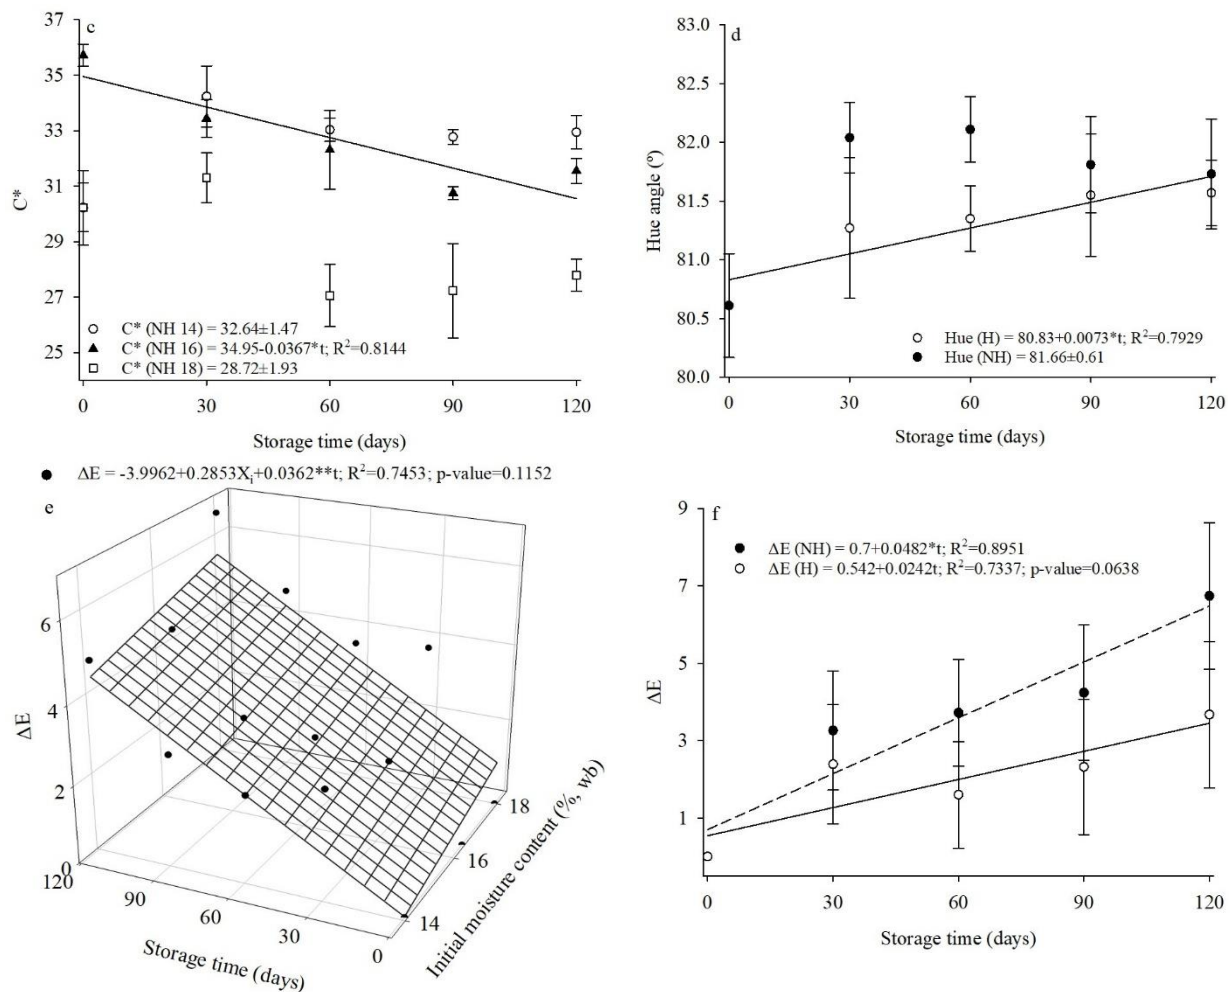 c
37
35
33
31
29
27
25
C*
C* (NH 14) = 32.64±1.47
C* (NH 16) = 34.95-0.0367*t; R²=0.8144
C* (NH 18) = 28.72±1.93
0 30 60 90 120
Storage time (days)
d
83.0
82.5
82.0
81.5
81.0
80.5
80.0
Hue angle (º)
Hue (H) = 80.83+0.0073*t; R²=0.7929
Hue (NH) = 81.66±0.61
0 30 60 90 120
Storage time (days)
ΔE = -3.9962+0.2853Xᵢ+0.0362**t; R²=0.7453; p-value=0.1152
e
6
4
2
0
ΔE
120 90 60 30 0
Storage time (days)
18
16
14
Initial moisture content (%, wb)
f
9
7
5
3
1
ΔE
ΔE (NH) = 0.7+0.0482*t; R²=0.8951
ΔE (H) = 0.542+0.0242t; R²=0.7337; p-value=0.0638
0 30 60 90 120
Storage time (days)